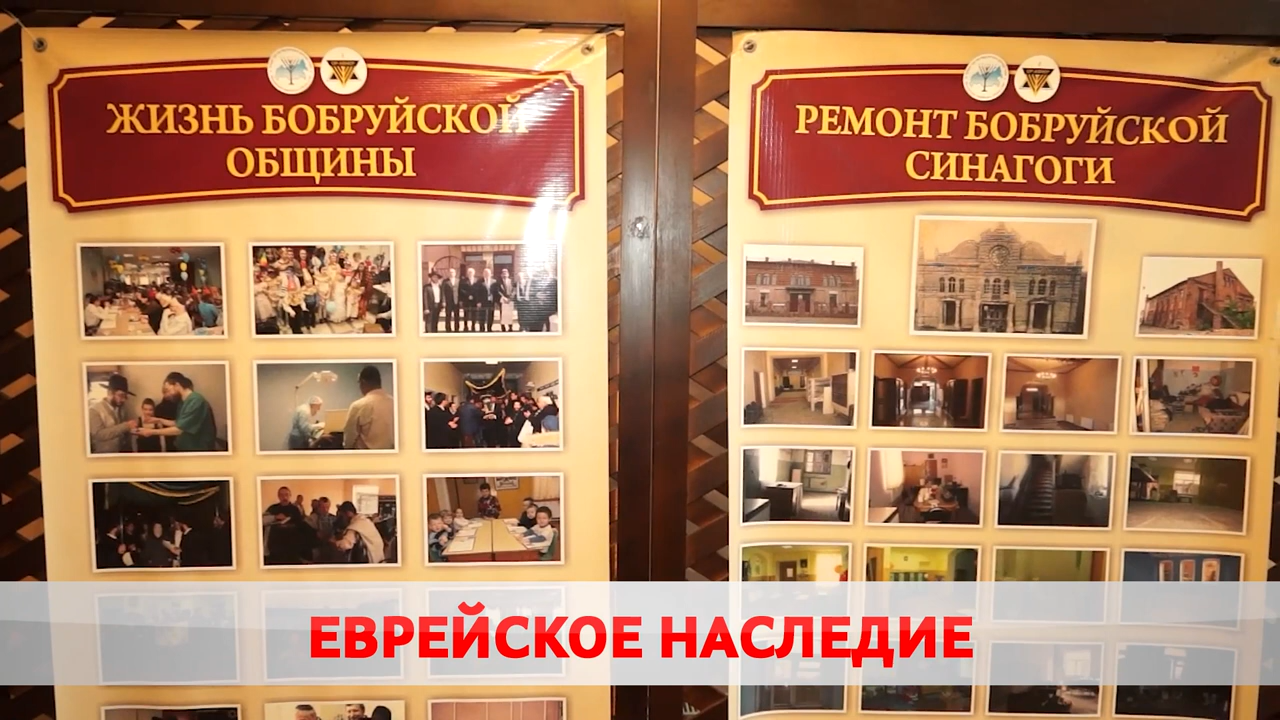 ЖИЗНЬ БОБРУЙСКОЙ
ОБЩИНЫ
РЕМОНТ БОБРУЙСКОЙ
СИНАГОГИ
ЕВРЕЙСКОЕ НАСЛЕДИЕ